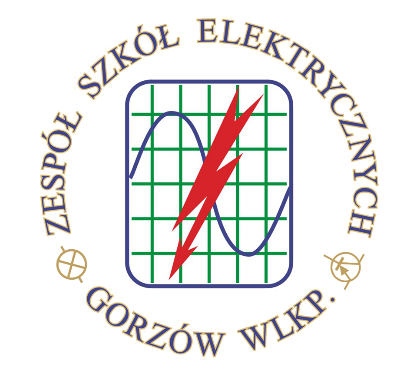 ZESPÓŁ SZKÓŁ ELEKTRYCZNYCH
GORZÓW WLKP.